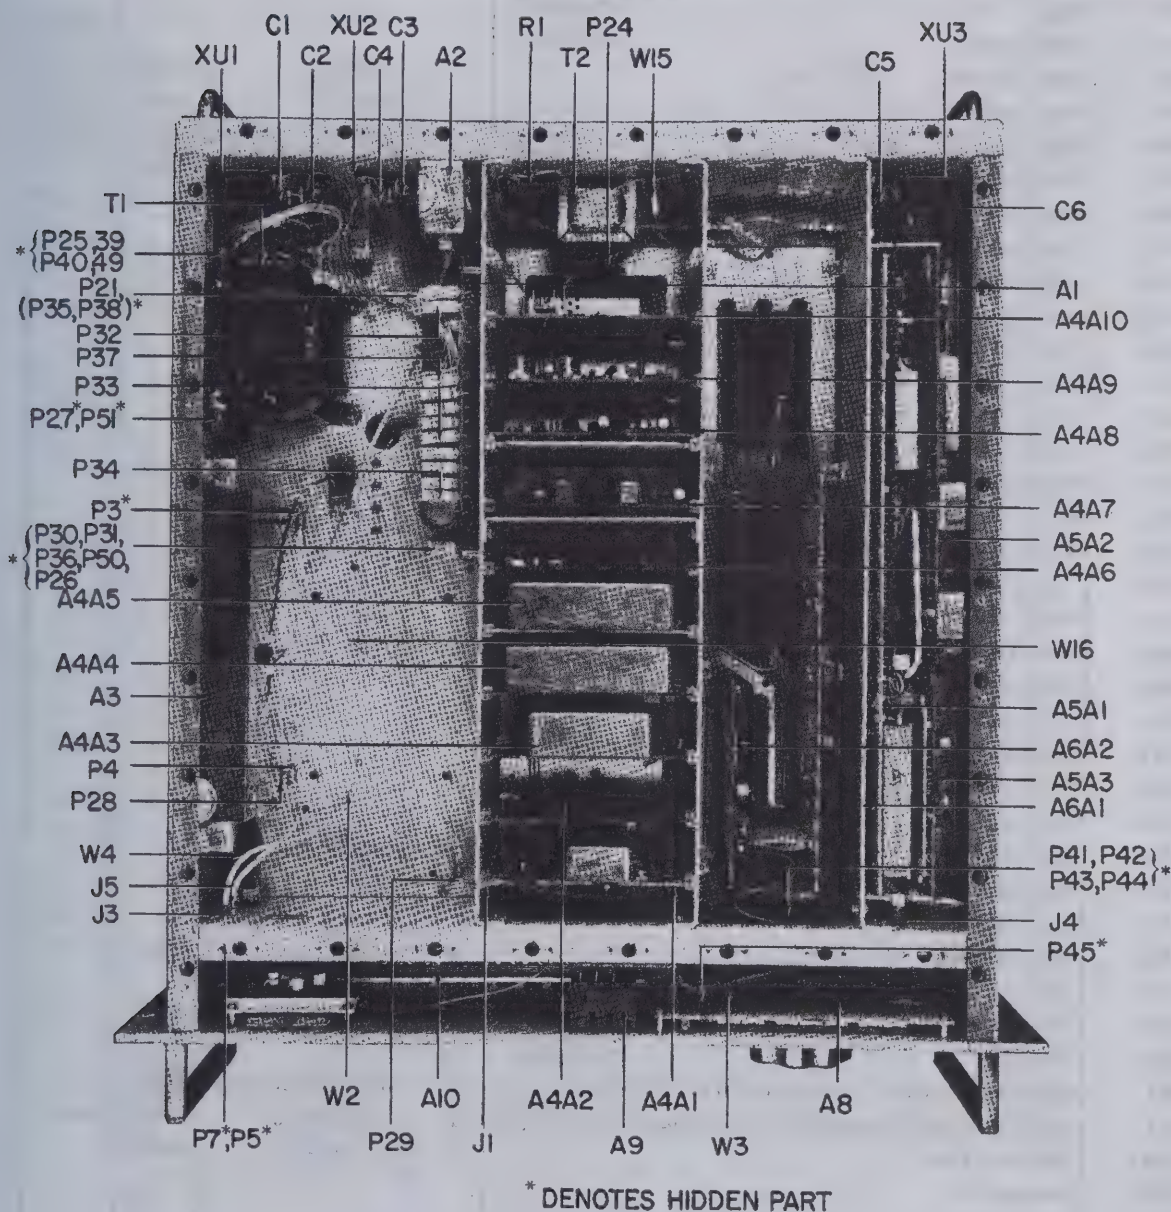 C1 XU2 C3 R1 P24 XU3
XU1 C2 C4 A2 T2 W15 C5
T1
*{P25,39
{P40,49
P21,
(P35,P38)*
P32
P37
P33
P27*,P51*
P34
P3*
*{P30,P31,
P36,P50,
P26
A4A5
A4A4
A3
A4A3
P4
P28
W4
J5
J3
C6
A1
A4A10
A4A9
A4A8
A4A7
A5A2
A4A6
W16
A5A1
A6A2
A5A3
A6A1
P41,P42}
P43,P44}*
J4
P45*
W2 A10 A4A2 A4A1 A8
P7*,P5* P29 J1 A9 W3
*DENOTES HIDDEN PART